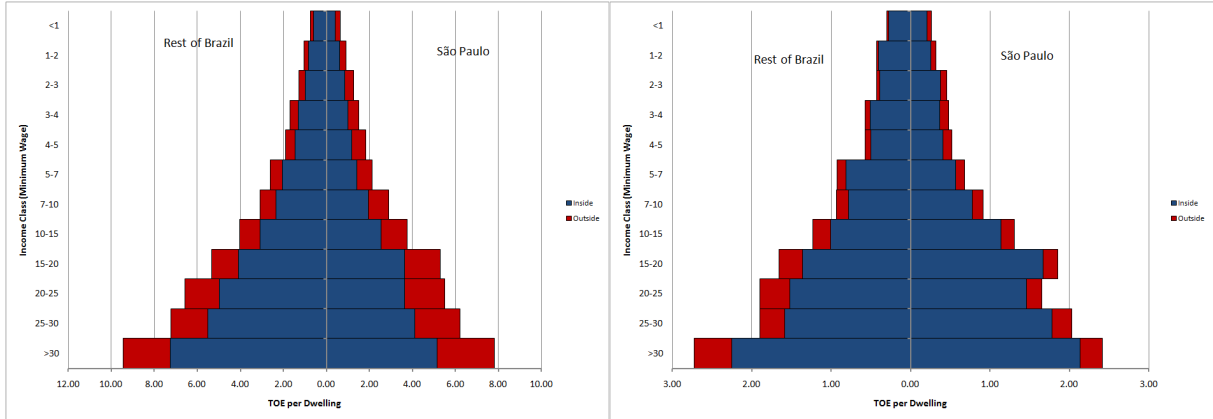 Rest of Brazil
São Paulo
Income Class (Minimum Wage)
<1
1-2
2-3
3-4
4-5
5-7
7-10
10-15
15-20
20-25
25-30
>30
12.00 10.00 8.00 6.00 4.00 2.00 0.00 2.00 4.00 6.00 8.00 10.00
TOE per Dwelling
Inside
Outside
Rest of Brazil
São Paulo
Income Class (Minimum Wage)
<1
1-2
2-3
3-4
4-5
5-7
7-10
10-15
15-20
20-25
25-30
>30
3.00 2.00 1.00 0.00 1.00 2.00 3.00
TOE per Dwelling
Inside
Outside